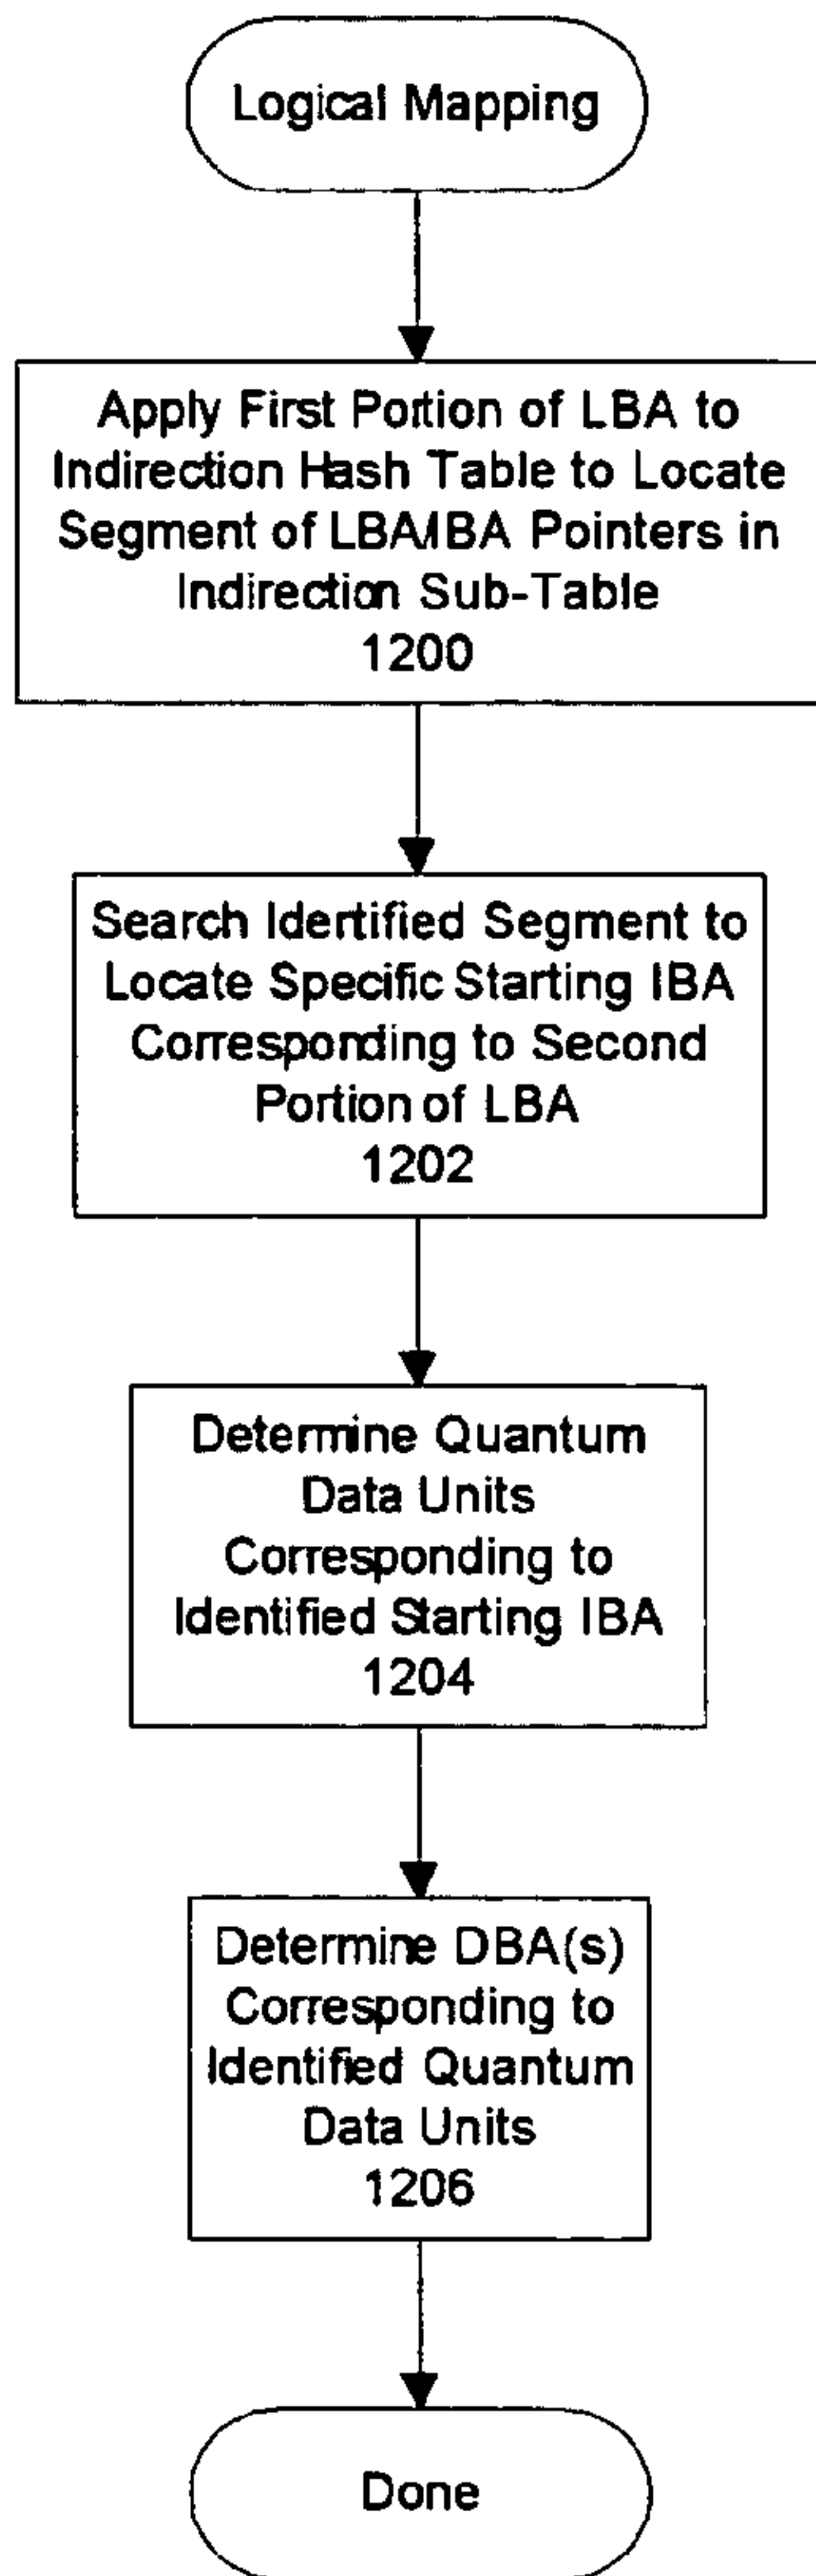 Logical Mapping
Apply First Portion of LBA to
Indirection Hash Table to Locate
Segment of LBA/IBA Pointers in
Indirection Sub-Table
1200
Search Identified Segment to
Locate Specific Starting IBA
Corresponding to Second
Portion of LBA
1202
Determine Quantum
Data Units
Corresponding to
Identified Starting IBA
1204
Determine DBA(s)
Corresponding to
Identified Quantum
Data Units
1206
Done